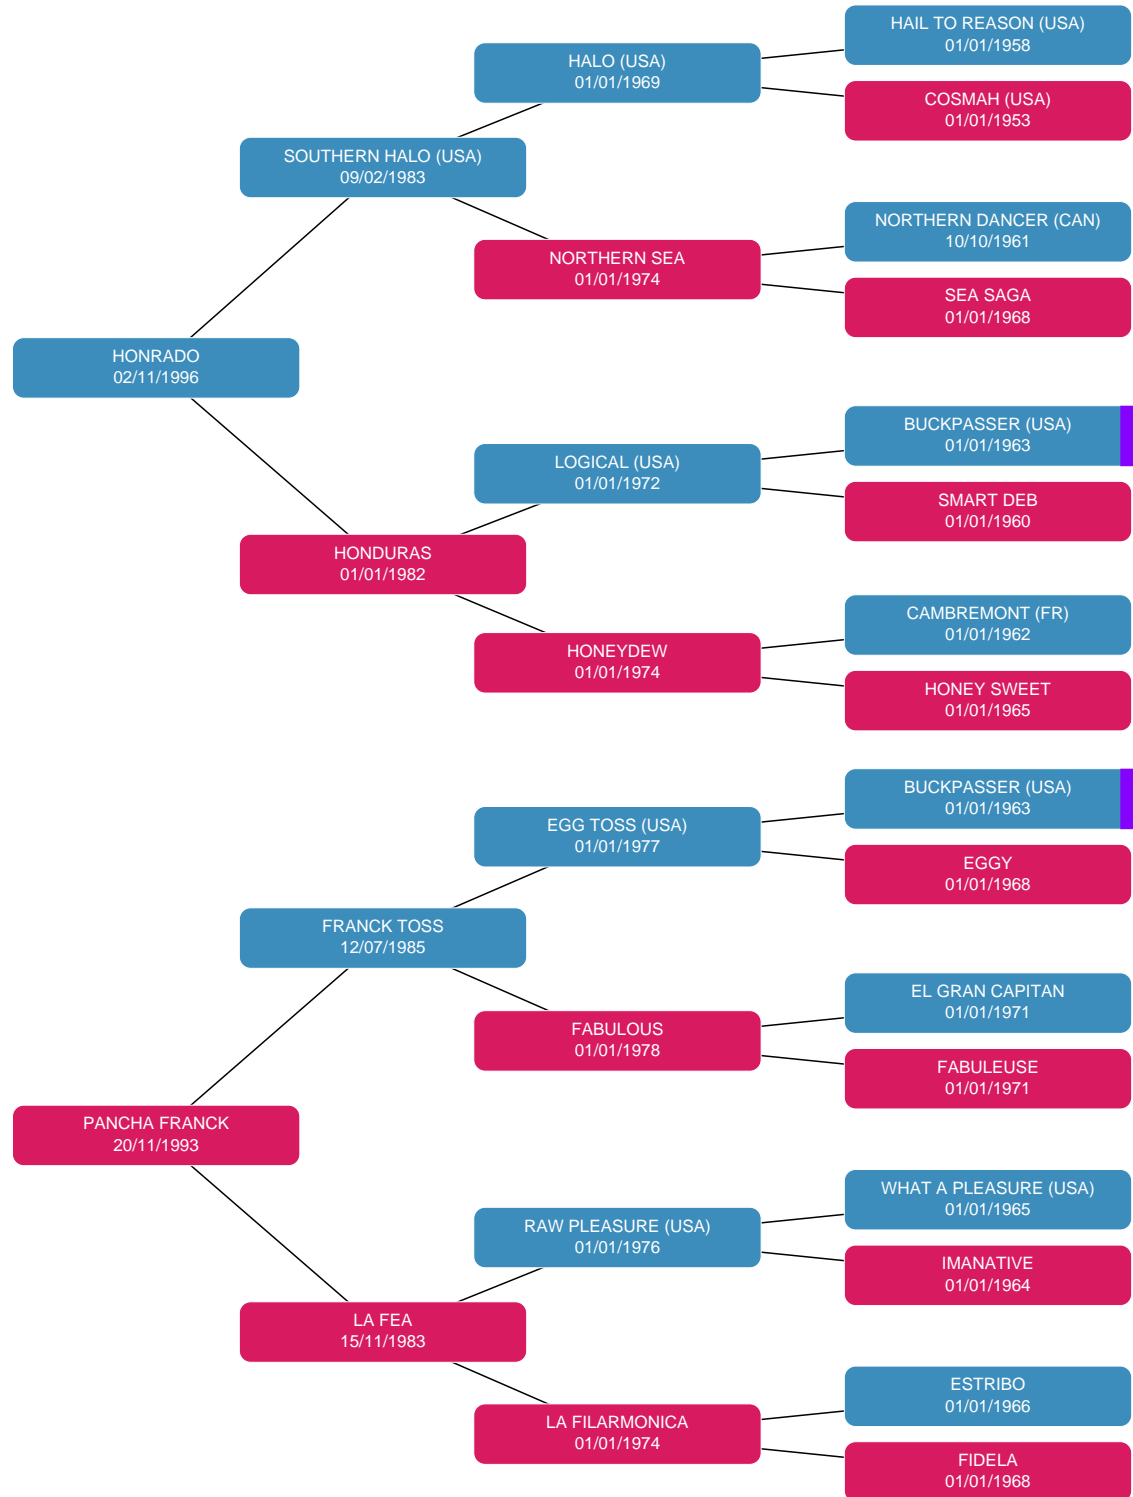 HAIL TO REASON (USA)
01/01/1958
HALO (USA)
01/01/1969
COSMAH (USA)
01/01/1953
SOUTHERN HALO (USA)
09/02/1983
NORTHERN DANCER (CAN)
10/10/1961
NORTHERN SEA
01/01/1974
SEA SAGA
01/01/1968
HONRADO
02/11/1996
BUCKPASSER (USA)
01/01/1963
LOGICAL (USA)
01/01/1972
SMART DEB
01/01/1960
HONDURAS
01/01/1982
CAMBREMONT (FR)
01/01/1962
HONEYDEW
01/01/1974
HONEY SWEET
01/01/1965
BUCKPASSER (USA)
01/01/1963
EGG TOSS (USA)
01/01/1977
EGGY
01/01/1968
FRANCK TOSS
12/07/1985
EL GRAN CAPITAN
01/01/1971
FABULOUS
01/01/1978
FABULEUSE
01/01/1971
PANCHA FRANCK
20/11/1993
WHAT A PLEASURE (USA)
01/01/1965
RAW PLEASURE (USA)
01/01/1976
IMANATIVE
01/01/1964
LA FEA
15/11/1983
ESTRIBO
01/01/1966
LA FILARMONICA
01/01/1974
FIDELA
01/01/1968